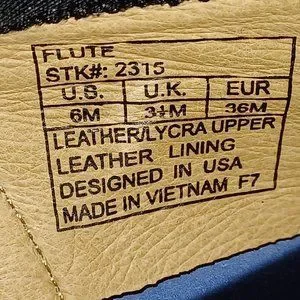 FLUTE
STK#: 2315
U.S. U.K. EUR
6M 3½M 36M
LEATHER/LYCRA UPPER
LEATHER LINING
DESIGNED IN USA
MADE IN VIETNAM F7